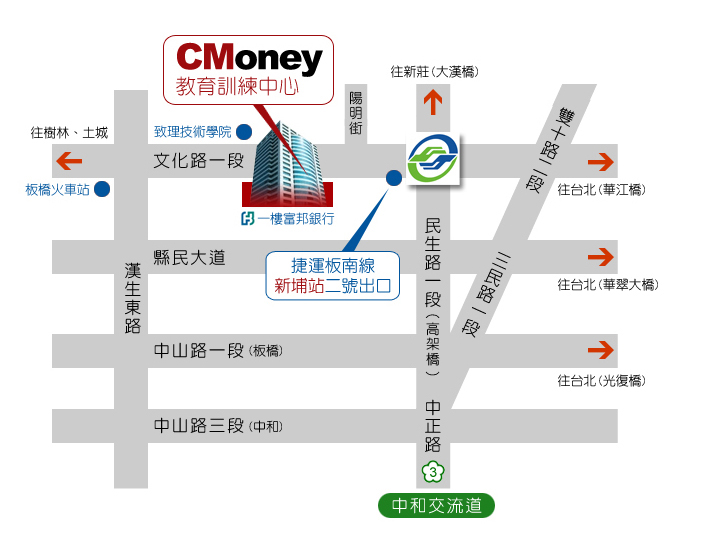 CMoney
教育訓練中心
往新莊(大漢橋)
陽明街
雙十路二段
往樹林、土城
致理技術學院
文化路一段
板橋火車站
往台北(華江橋)
一樓富邦銀行
民生路一段(高架橋)
縣民大道
捷運板南線
新埔站二號出口
漢生東路
三民路一段
往台北(華翠大橋)
中山路一段(板橋)
往台北(光復橋)
中正路
中山路三段(中和)
3
中和交流道